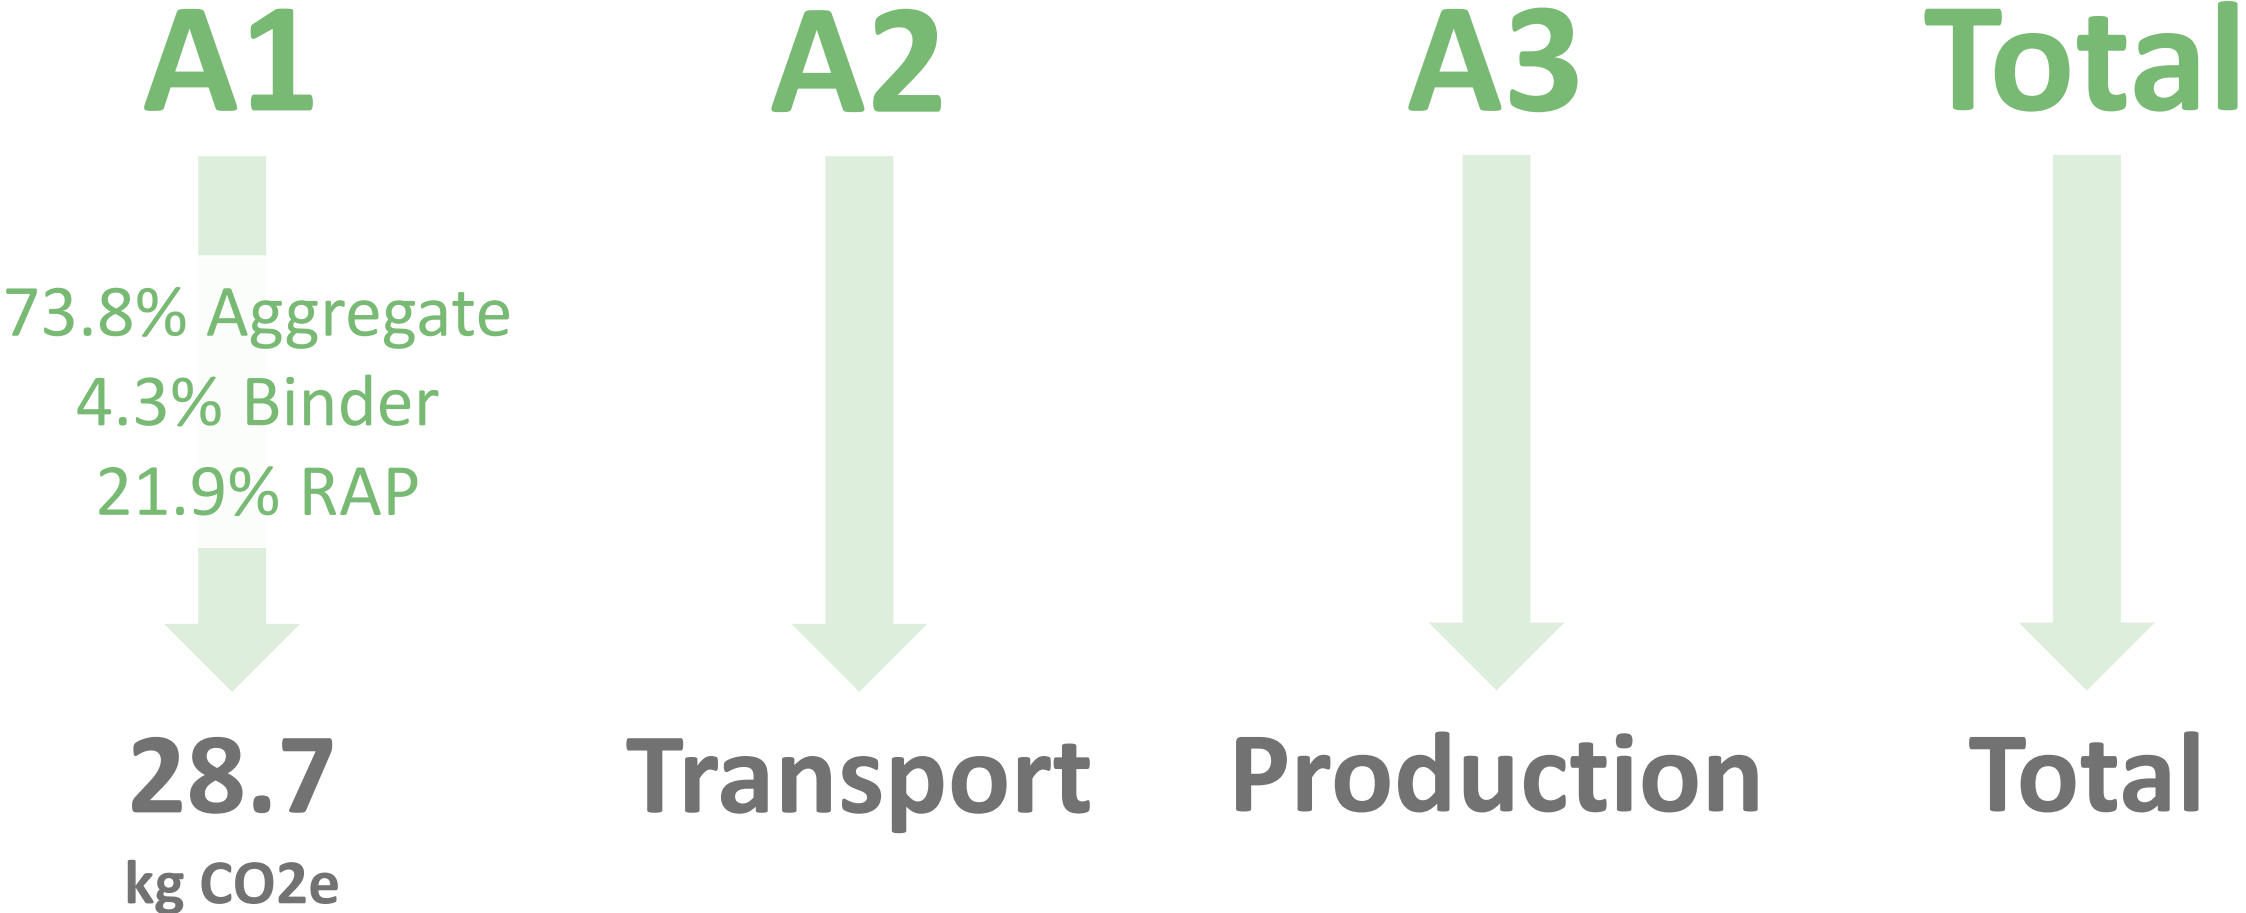 A1 A2 A3 Total
73.8% Aggregate
4.3% Binder
21.9% RAP
28.7 Transport Production Total
kg CO2e